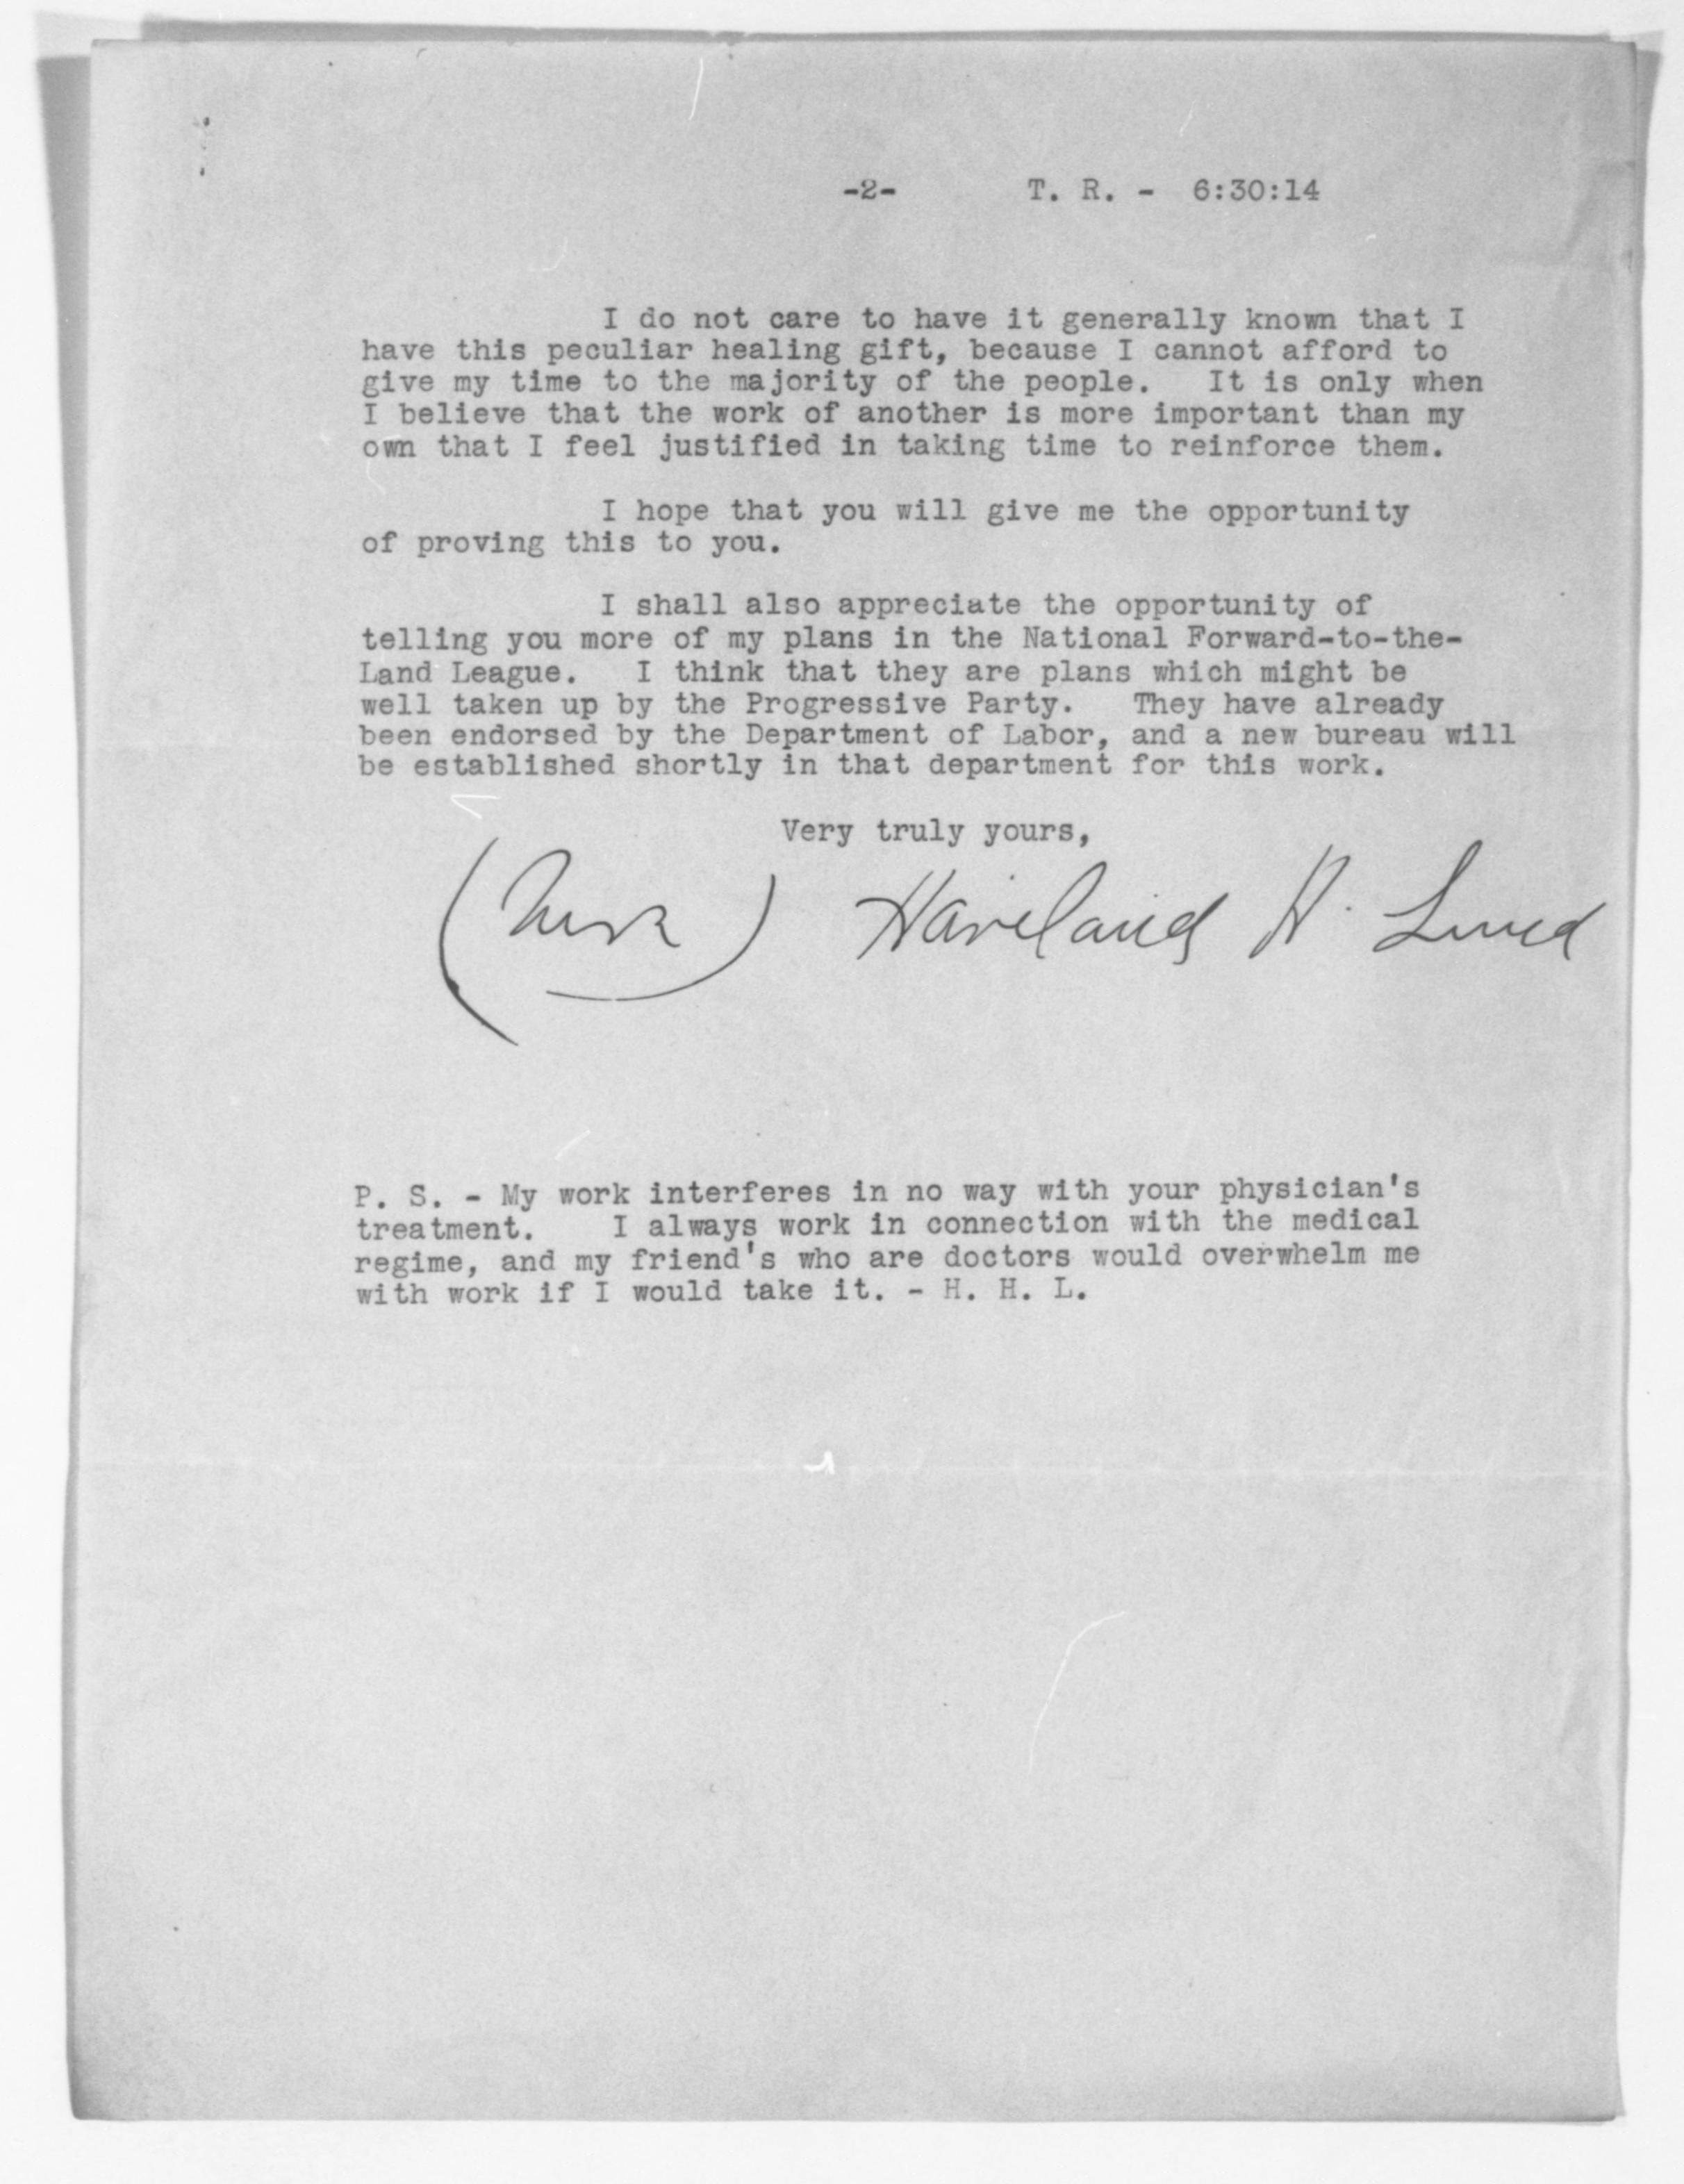 -2- T. R. - 6:30:14
I do not care to have it generally known that I
have this peculiar healing gift, because I cannot afford to
give my time to the majority of the people. It is only when
I believe that the work of another is more important than my
own that I feel justified in taking time to reinforce them.
I hope that you will give me the opportunity
of proving this to you.
I shall also appreciate the opportunity of
telling you more of my plans in the National Forward-to-the-
Land League. I think that they are plans which might be
well taken up by the Progressive Party. They have already
been endorsed by the Department of Labor, and a new bureau will
be established shortly in that department for this work.
Very truly yours,
(Mrs) Haviland H. Lund
P. S. - My work interferes in no way with your physician's
treatment. I always work in connection with the medical
regime, and my friend's who are doctors would overwhelm me
with work if I would take it. - H. H. L.